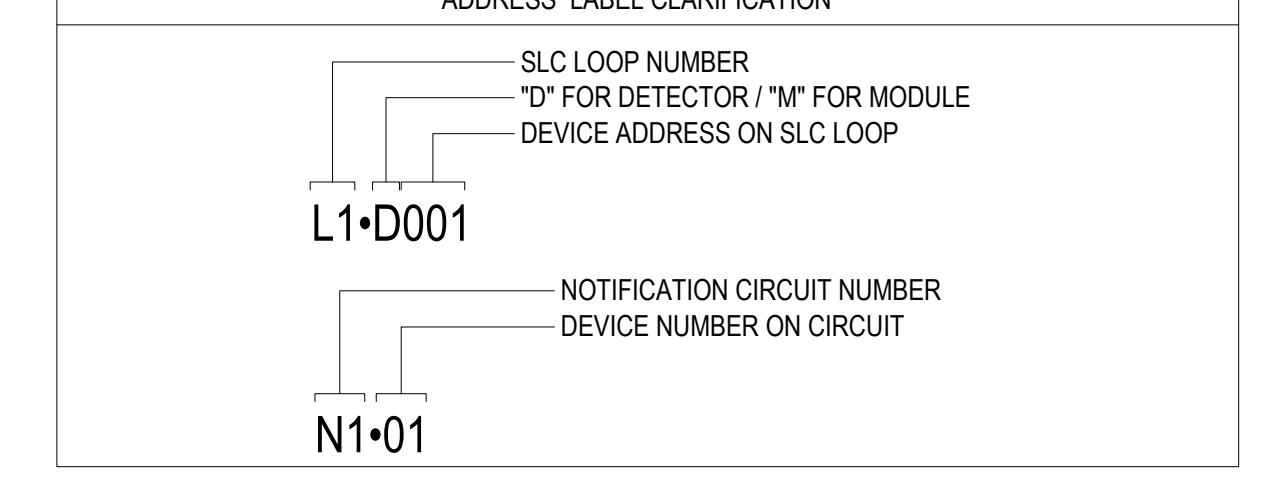 ADDRESS LABEL CLARIFICATION
SLC LOOP NUMBER
"D" FOR DETECTOR / "M" FOR MODULE
DEVICE ADDRESS ON SLC LOOP
L1•D001
NOTIFICATION CIRCUIT NUMBER
DEVICE NUMBER ON CIRCUIT
N1•01